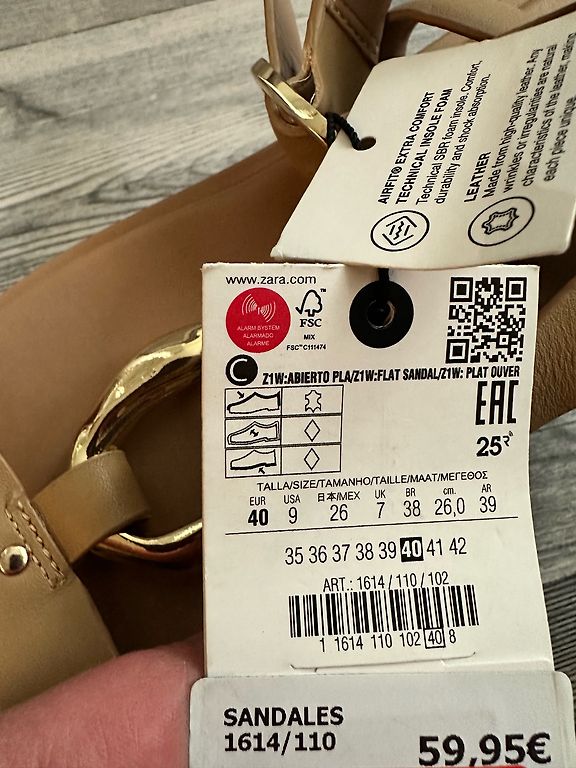 AIRFIT® EXTRA COMFORT
TECHNICAL INSOLE FOAM
Technical SBR foam insole. Comfort,
durability and shock absorption.
LEATHER
Made from high-quality leather. Any
wrinkles or irregularities are natural
characteristics of the leather, making
each piece unique.
www.zara.com
ALARM SYSTEM
ALARMADO
ALARME
FSC
MIX
FSC™ C111474
C
Z1W:ABIERTO PLA/Z1W:FLAT SANDAL/Z1W: PLAT OUVER
EAC
25
TALLA/SIZE/TAMANHO/TAILLE/MAAT/ΜΕΓΕΘΟΣ
EUR USA 日本/MEX UK BR cm. AR
40 9 26 7 38 26,0 39
35 36 37 38 39 40 41 42
ART.: 1614 / 110 / 102
1 1614 110 102 40 8
SANDALES
1614/110
59,95€